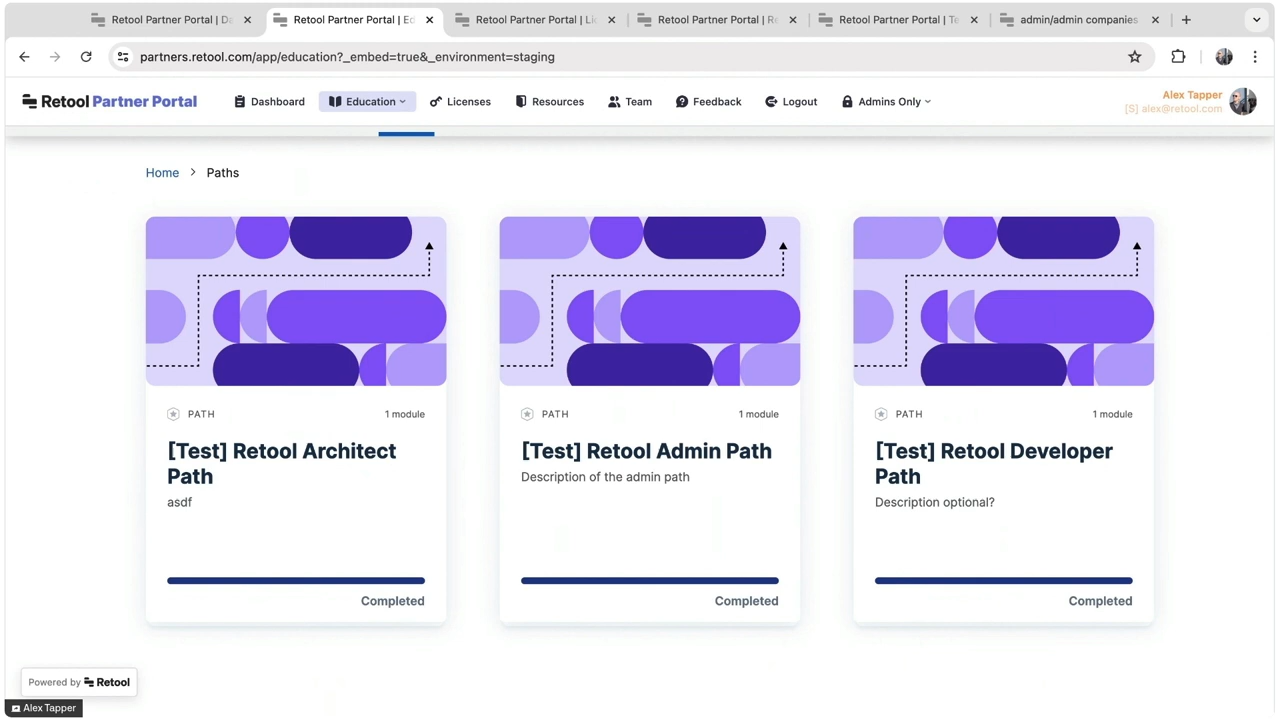 Retool Partner Portal | Da
Retool Partner Portal | Ed
Retool Partner Portal | Li
Retool Partner Portal | R
Retool Partner Portal | Te
admin/admin companies
partners.retool.com/app/education?_embed=true&_environment=staging
Retool Partner Portal
Dashboard
Education
Licenses
Resources
Team
Feedback
Logout
Admins Only
Alex Tapper
[S] alex@retool.com
Home > Paths
PATH 1 module
[Test] Retool Architect
Path
asdf
Completed
PATH 1 module
[Test] Retool Admin Path
Description of the admin path
Completed
PATH 1 module
[Test] Retool Developer
Path
Description optional?
Completed
Powered by Retool
Alex Tapper